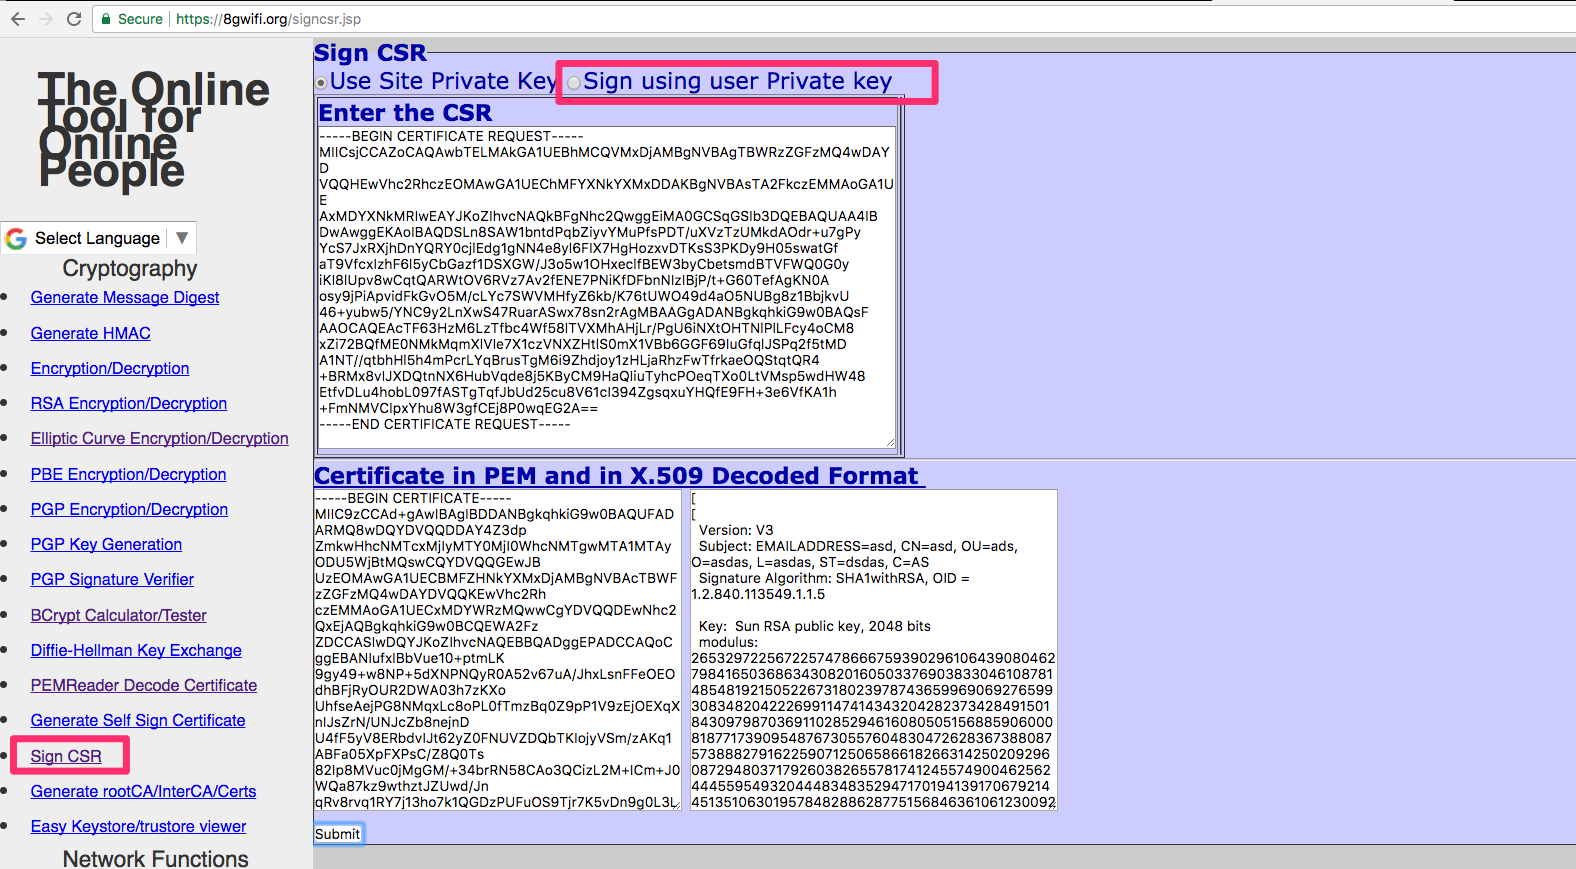 Secure
https://8gwifi.org/signcsr.jsp
The Online
Tool for
Online
People
Select Language ▼
Cryptography
Generate Message Digest
Generate HMAC
Encryption/Decryption
RSA Encryption/Decryption
Elliptic Curve Encryption/Decryption
PBE Encryption/Decryption
PGP Encryption/Decryption
PGP Key Generation
PGP Signature Verifier
BCrypt Calculator/Tester
Diffie-Hellman Key Exchange
PEMReader Decode Certificate
Generate Self Sign Certificate
Sign CSR
Generate rootCA/InterCA/Certs
Easy Keystore/trustore viewer
Network Functions
Sign CSR
Use Site Private Key Sign using user Private key
Enter the CSR
-----BEGIN CERTIFICATE REQUEST-----
MIICsjCCAZoCAQAwbTELMAkGA1UEBhMCQVMxDjAMBgNVBAgTBWRzZGFzMQ4wDAY
D
VQQHEwVhc2RhczEOMAwGA1UEChMFYXNkYXMxDDAKBgNVBAsTA2FkczEMMAoGA1U
E
AxMDYXNkMRIwEAYJKoZIhvcNAQkBFgNhc2QwggEiMA0GCSqGSIb3DQEBAQUAA4IB
DwAwggEKAoIBAQDSLn8SAW1bntdPqbZiyvYMuPfsPDT/uXVzTzUMkdAOdr+u7gPy
YcS7JxRXjhDnYQRY0cjlEdg1gNN4e8yl6FlX7HgHozxvDTKsS3PKDy9H05swatGf
aT9VfcxlzhF6l5yCbGazf1DSXGW/J3o5w1OHxeclfBEW3byCbetsmdBTVFWQ0G0y
iKl8lUpv8wCqtQARWtOV6RVz7Av2fENE7PNiKfDFbnNlzIBjP/t+G60TefAgKN0A
osy9jPiApvidFkGvO5M/cLYc7SWVMHfyZ6kb/K76tUWO49d4aO5NUBg8z1BbjkvU
46+yubw5/YNC9y2LnXwS47RuarASwx78sn2rAgMBAAGgADANBgkqhkiG9w0BAQsF
AAOCAQEAcTF63HzM6LzTfbc4Wf58lTVXMhAHjLr/PgU6iNXtOHTNlPlLFcy4oCM8
xZi72BQfME0NMkMqmXlVle7X1czVNXZHtlS0mX1VBb6GGF69luGfqlJSPq2f5tMD
A1NT//qtbhHl5h4mPcrLYqBrusTgM6i9Zhdjoy1zHLjaRhzFwTfrkaeOQStqtQR4
+BRMx8vlJXDQtnNX6HubVqde8j5KByCM9HaQliuTyhcPOeqTXo0LtVMsp5wdHW48
EtfvDLu4hobL097fASTgTqfJbUd25cu8V61cl394ZgsqxuYHQfE9FH+3e6VfKA1h
+FmNMVClpxYhu8W3gfCEj8P0wqEG2A==
-----END CERTIFICATE REQUEST-----
Certificate in PEM and in X.509 Decoded Format
-----BEGIN CERTIFICATE-----
MIIC9zCCAd+gAwIBAgIBDDANBgkqhkiG9w0BAQUFAD
ARMQ8wDQYDVQQDDAY4Z3dp
ZmkwHhcNMTcxMjIyMTY0MjI0WhcNMTgwMTA1MTAy
ODU5WjBtMQswCQYDVQQGEwJB
UzEOMAwGA1UECBMFZHNkYXMxDjAMBgNVBAcTBWF
zZGFzMQ4wDAYDVQQKEwVhc2Rh
czEMMAoGA1UECxMDYWRzMQwwCgYDVQQDEwNhc2
QxEjAQBgkqhkiG9w0BCQEWA2Fz
ZDCCASIwDQYJKoZIhvcNAQEBBQADggEPADCCAQoC
ggEBANIufxIBbVue10+ptmLK
9gy49+w8NP+5dXNPNQyR0A52v67uA/JhxLsnFFeOEO
dhBFjRyOUR2DWA03h7zKXo
UhfseAejPG8NMqxLc8oPL0fTmzBq0Z9pP1V9zEjOEXqX
nIJsZrN/UNJcZb8nejnD
U4fF5yV8ERbdvIJt62yZ0FNUVZDQbTKIojyVSm/zAKq1
ABFa05XpFXPsC/Z8Q0Ts
82Ip8MVuc0jMgGM/+34brRN58CAo3QCizL2M+ICm+J0
WQa87kz9wthztJZUwd/Jn
qRv8rvq1RY7j13ho7k1QGDzPUFuOS9Tjr7K5vDn9g0L3L
[
[
Version: V3
Subject: EMAILADDRESS=asd, CN=asd, OU=ads,
O=asdas, L=asdas, ST=dsdas, C=AS
Signature Algorithm: SHA1withRSA, OID =
1.2.840.113549.1.1.5
Key:  Sun RSA public key, 2048 bits
modulus:
2653297225672257478666759390296106439080462
7984165036863430820160503376903833046108781
4854819215052267318023978743659969069276599
3083482042226991147414343204282373428491501
8430979870369110285294616080505156885906000
8187717390954876730557604830472628367388087
5738882791622590712506586618266314250209296
0872948037179260382655781741245574900462562
4445595493204448348352947170194139170679214
4513510630195784828862877515684636106123009​2
Submit